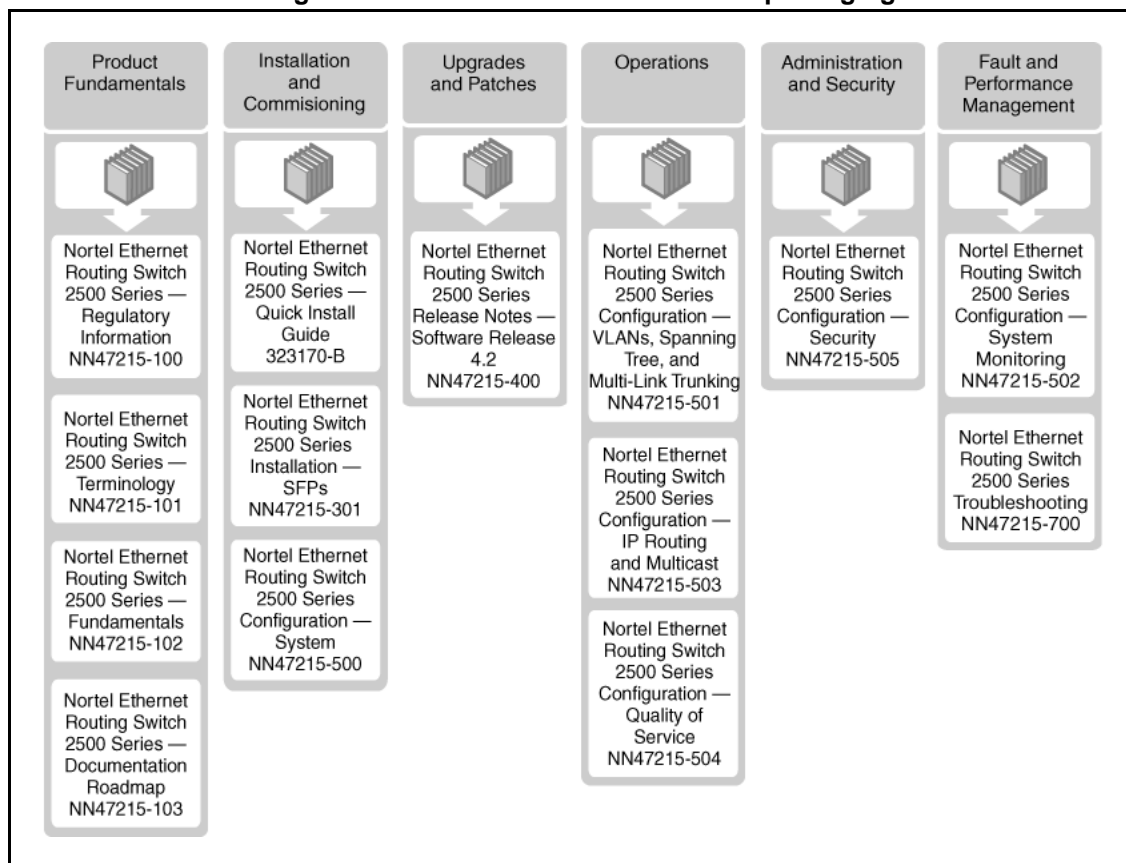 Product
Fundamentals
Nortel Ethernet
Routing Switch
2500 Series —
Regulatory
Information
NN47215-100
Nortel Ethernet
Routing Switch
2500 Series —
Terminology
NN47215-101
Nortel Ethernet
Routing Switch
2500 Series —
Fundamentals
NN47215-102
Nortel Ethernet
Routing Switch
2500 Series —
Documentation
Roadmap
NN47215-103
Installation
and
Commisioning
Nortel Ethernet
Routing Switch
2500 Series —
Quick Install
Guide
323170-B
Nortel Ethernet
Routing Switch
2500 Series
Installation —
SFPs
NN47215-301
Nortel Ethernet
Routing Switch
2500 Series
Configuration —
System
NN47215-500
Upgrades
and Patches
Nortel Ethernet
Routing Switch
2500 Series
Release Notes —
Software Release
4.2
NN47215-400
Operations
Nortel Ethernet
Routing Switch
2500 Series
Configuration —
VLANs, Spanning
Tree, and
Multi-Link Trunking
NN47215-501
Nortel Ethernet
Routing Switch
2500 Series
Configuration —
IP Routing
and Multicast
NN47215-503
Nortel Ethernet
Routing Switch
2500 Series
Configuration —
Quality of
Service
NN47215-504
Administration
and Security
Nortel Ethernet
Routing Switch
2500 Series
Configuration —
Security
NN47215-505
Fault and
Performance
Management
Nortel Ethernet
Routing Switch
2500 Series
Configuration —
System
Monitoring
NN47215-502
Nortel Ethernet
Routing Switch
2500 Series
Troubleshooting
NN47215-700